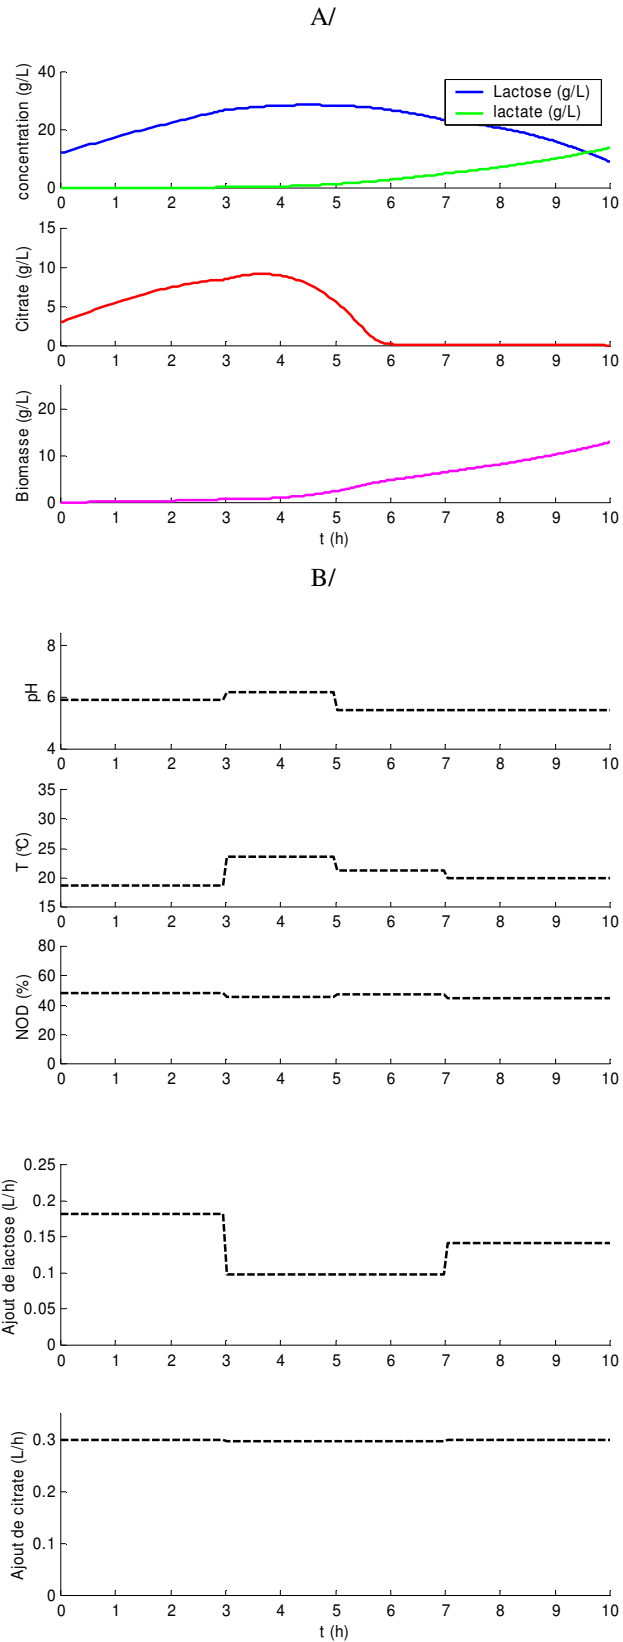 A/
concentration (g/L)
40
20
0
Lactose (g/L)
lactate (g/L)
0 1 2 3 4 5 6 7 8 9 10
Citrate (g/L)
15
10
5
0
0 1 2 3 4 5 6 7 8 9 10
Biomasse (g/L)
20
10
0
0 1 2 3 4 5 6 7 8 9 10
t (h)
B/
pH
8
6
4
0 1 2 3 4 5 6 7 8 9 10
T (°C)
35
30
25
20
15
0 1 2 3 4 5 6 7 8 9 10
NOD (%)
80
60
40
20
0
0 1 2 3 4 5 6 7 8 9 10
Ajout de lactose (L/h)
0.25
0.2
0.15
0.1
0.05
0
0 1 2 3 4 5 6 7 8 9 10
Ajout de citrate (L/h)
0.3
0.2
0.1
0
0 1 2 3 4 5 6 7 8 9 10
t (h)